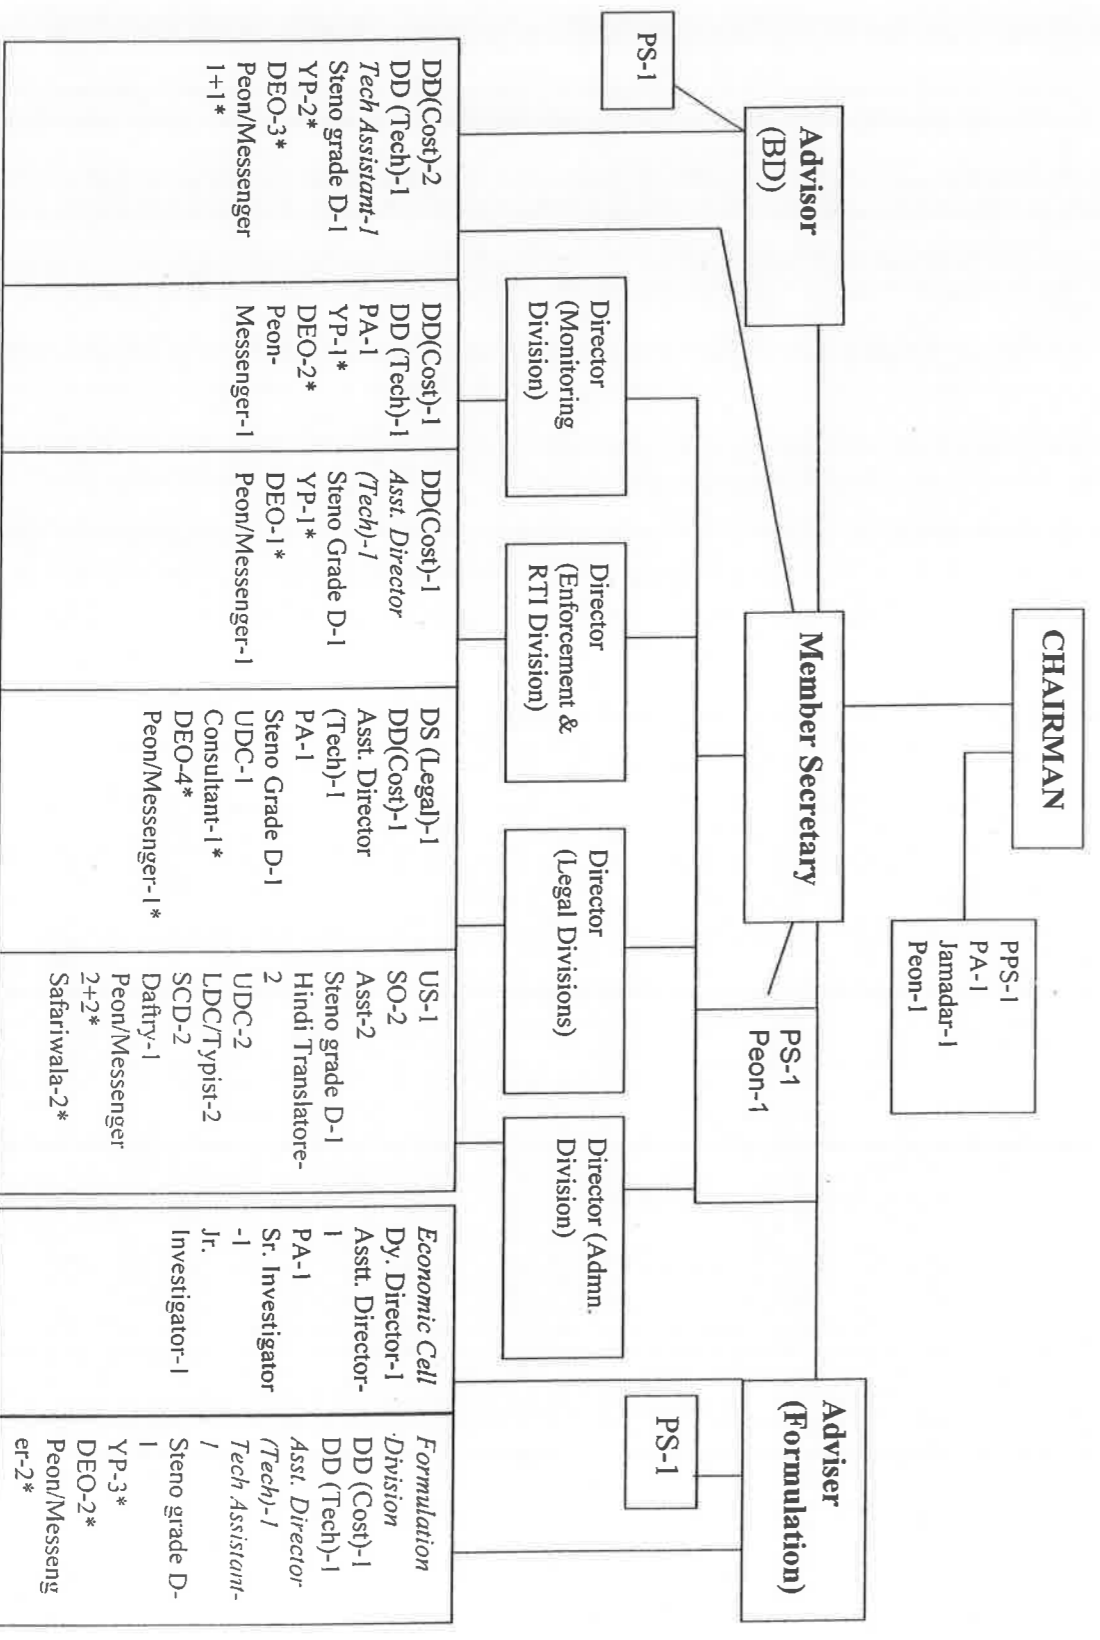 CHAIRMAN
PPS-1
PA-1
Jamadar-1
Peon-1
Advisor
(BD)
PS-1
Member Secretary
PS-1
Peon-1
Adviser
(Formulation)
PS-1
Director
(Monitoring
Division)
Director
(Enforcement &
RTI Division)
Director
(Legal Divisions)
Director (Admn.
Division)
DD(Cost)-2
DD (Tech)-1
Tech Assistant-1
Steno grade D-1
YP-2*
DEO-3*
Peon/Messenger
1+1*
DD(Cost)-1
DD (Tech)-1
PA-1
YP-1*
DEO-2*
Peon-
Messenger-1
DD(Cost)-1
Asst. Director
(Tech)-1
Steno Grade D-1
YP-1*
DEO-1*
Peon/Messenger-1
DS (Legal)-1
DD(Cost)-1
Asst. Director
(Tech)-1
PA-1
Steno Grade D-1
UDC-1
Consultant-1*
DEO-4*
Peon/Messenger-1*
US-1
SO-2
Asst-2
Steno grade D-1
Hindi Translatore-
2
UDC-2
LDC/Typist-2
SCD-2
Daftry-1
Peon/Messenger
2+2*
Safariwala-2*
Economic Cell
Dy. Director-1
Asstt. Director-
1
PA-1
Sr. Investigator
-1
Jr.
Investigator-1
Formulation
Division
DD (Cost)-1
DD (Tech)-1
Asst. Director
(Tech)-1
Tech Assistant-
1
Steno grade D-
1
YP-3*
DEO-2*
Peon/Messeng
er-2*